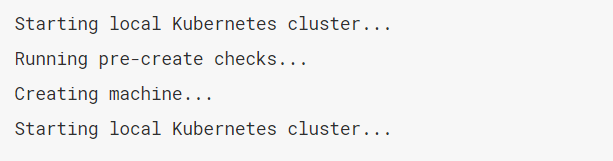 Starting local Kubernetes cluster...
Running pre-create checks...
Creating machine...
Starting local Kubernetes cluster...